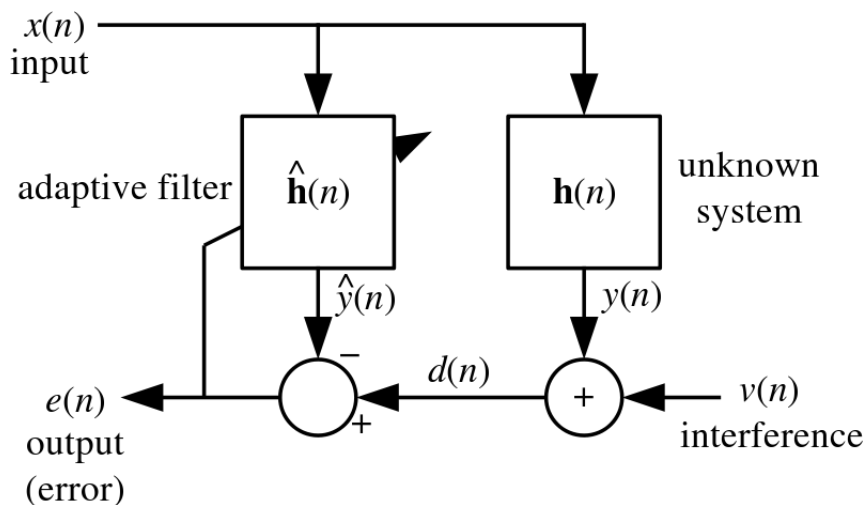 x(n)
input
adaptive filter
ĥ(n)
h(n)
unknown
system
ŷ(n)
y(n)
−
+
d(n)
+
v(n)
interference
e(n)
output
(error)